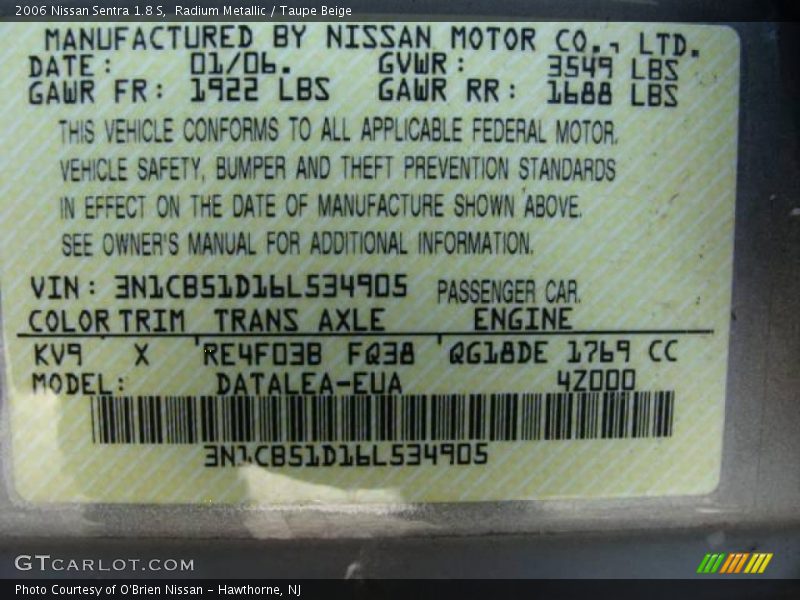 2006 Nissan Sentra 1.8 S, Radium Metallic / Taupe Beige
MANUFACTURED BY NISSAN MOTOR CO., LTD.
DATE: 01/06. GVWR: 3549 LBS
GAWR FR: 1922 LBS GAWR RR: 1688 LBS
THIS VEHICLE CONFORMS TO ALL APPLICABLE FEDERAL MOTOR.
VEHICLE SAFETY, BUMPER AND THEFT PREVENTION STANDARDS
IN EFFECT ON THE DATE OF MANUFACTURE SHOWN ABOVE.
SEE OWNER'S MANUAL FOR ADDITIONAL INFORMATION.
VIN: 3N1CB51D16L534905 PASSENGER CAR.
COLOR TRIM TRANS AXLE ENGINE
KV9 X RE4F03B FQ38 QG18DE 1769 CC
MODEL: DATALEA-EUA 4Z000
3N1CB51D16L534905
GTCARLOT.COM
Photo Courtesy of O'Brien Nissan - Hawthorne, NJ